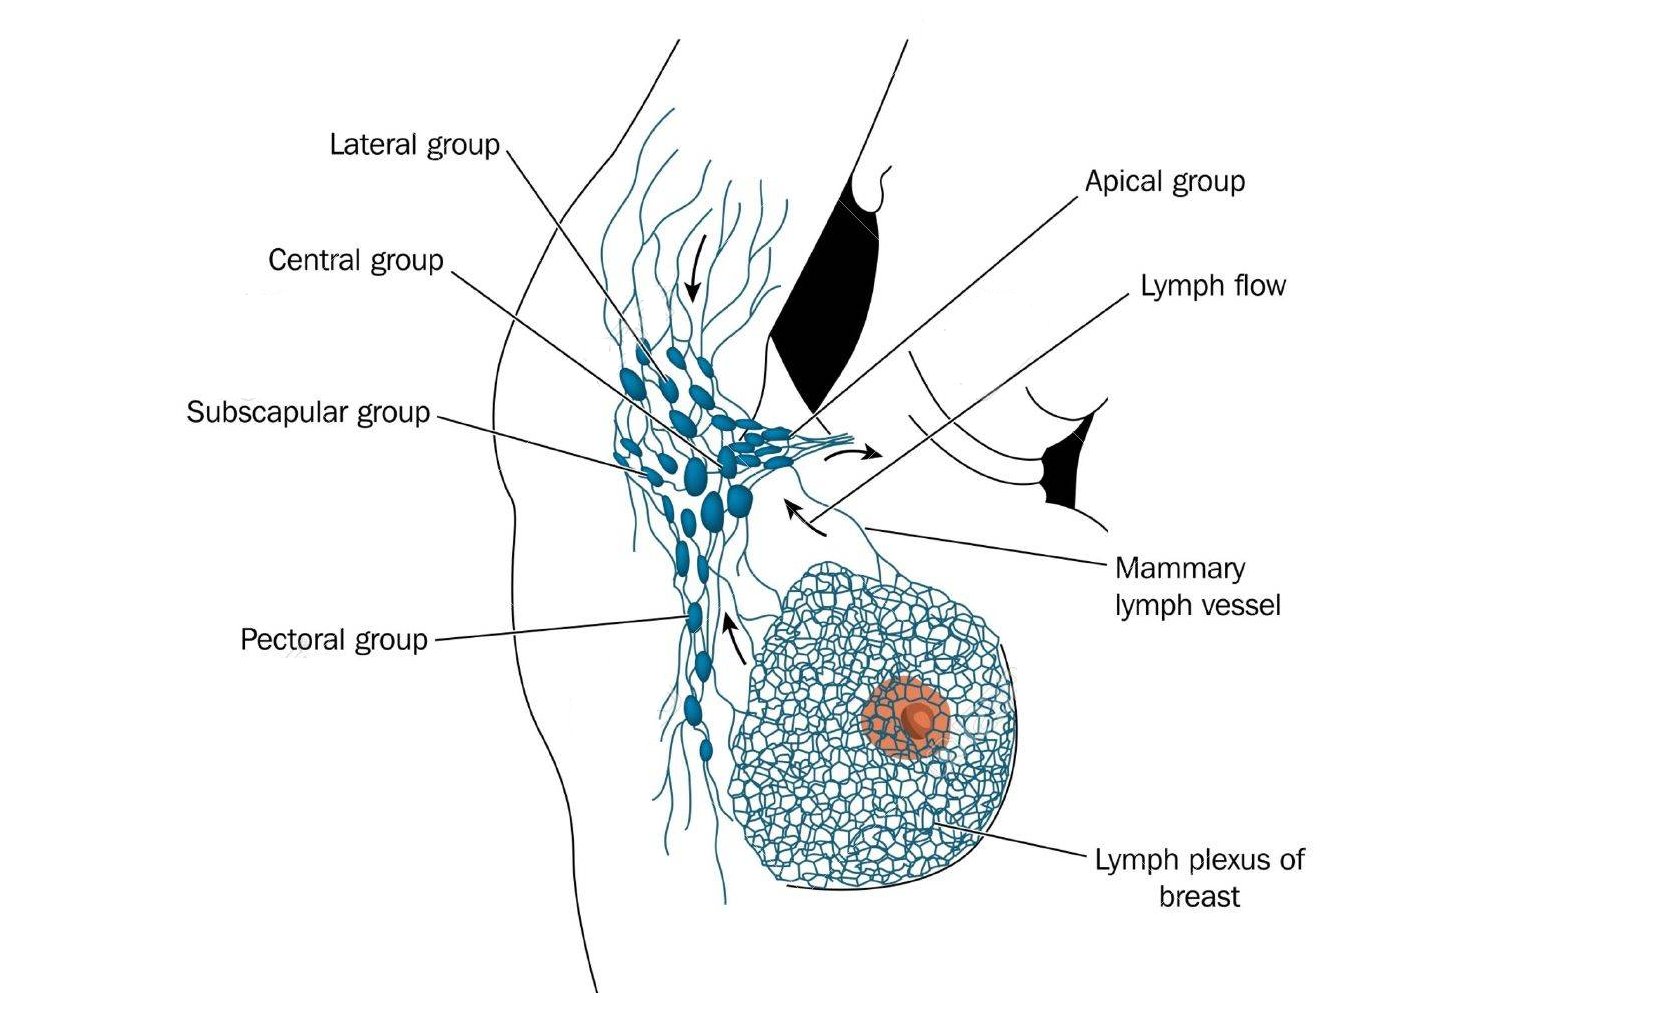 Lateral group
Apical group
Central group
Lymph flow
Subscapular group
Mammary
lymph vessel
Pectoral group
Lymph plexus of
breast